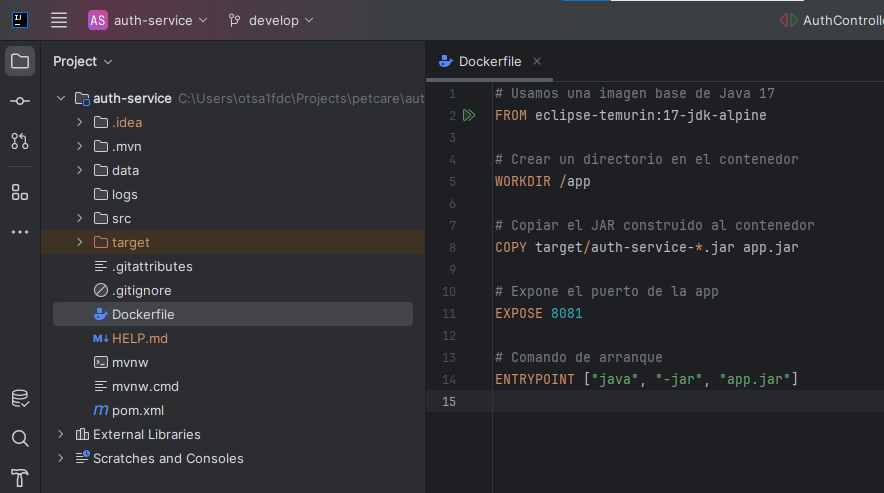 AS auth-service develop AuthControlle
Project
Dockerfile
auth-service C:\Users\otsa1fdc\Projects\petcare\aut
.idea
.mvn
data
logs
src
target
.gitattributes
.gitignore
Dockerfile
M↓ HELP.md
mvnw
mvnw.cmd
m pom.xml
External Libraries
Scratches and Consoles
1 # Usamos una imagen base de Java 17
2 FROM eclipse-temurin:17-jdk-alpine
3
4 # Crear un directorio en el contenedor
5 WORKDIR /app
6
7 # Copiar el JAR construido al contenedor
8 COPY target/auth-service-*.jar app.jar
9
10 # Expone el puerto de la app
11 EXPOSE 8081
12
13 # Comando de arranque
14 ENTRYPOINT ["java", "-jar", "app.jar"]
15